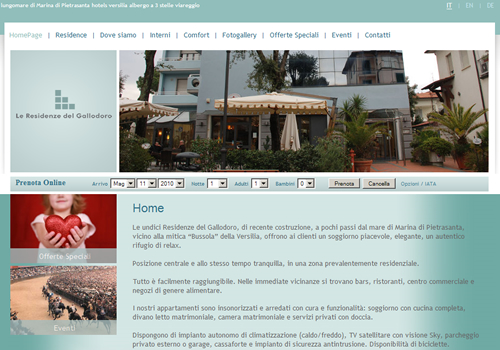 lungomare di Marina di Pietrasanta hotels versilia albergo a 3 stelle viareggio
IT | EN | DE
HomePage | Residence | Dove siamo | Interni | Comfort | Fotogallery | Offerte Speciali | Eventi | Contatti
Le Residenze del Gallodoro
Prenota Online
Arrivo Mag 11 2010 Notte 1 Adulti 1 Bambini 0 Prenota Cancella Opzioni / IATA
Offerte Speciali
Eventi
Home
Le undici Residenze del Gallodoro, di recente costruzione, a pochi passi dal mare di Marina di Pietrasanta,
vicino alla mitica "Bussola" della Versilia, offrono ai clienti un soggiorno piacevole, elegante, un autentico
rifugio di relax.
Posizione centrale e allo stesso tempo tranquilla, in una zona prevalentemente residenziale.
Tutto è facilmente raggiungibile. Nelle immediate vicinanze si trovano bars, ristoranti, centro commerciale e
negozi di genere alimentare.
I nostri appartamenti sono insonorizzati e arredati con cura e funzionalità: soggiorno con cucina completa,
divano letto matrimoniale, camera matrimoniale e servizi privati con doccia.
Dispongono di impianto autonomo di climatizzazione (caldo/freddo), TV satellitare con visione Sky, parcheggio
privato esterno o garage, cassaforte e impianto di sicurezza antintrusione. Disponibilità di biciclette.